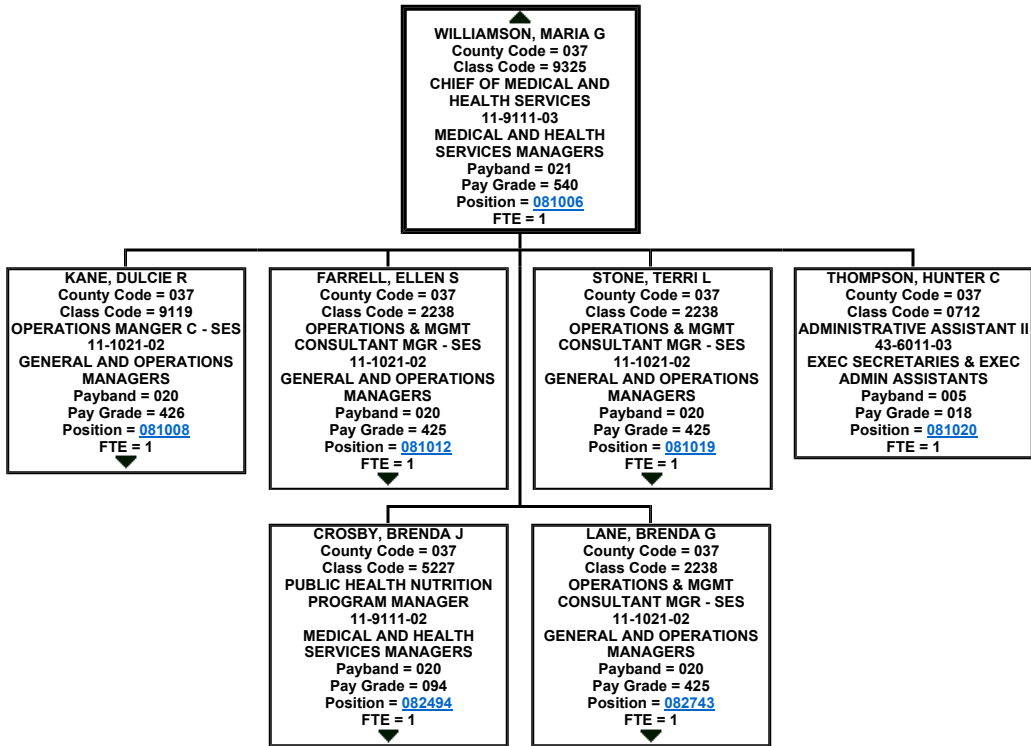 WILLIAMSON, MARIA G
County Code = 037
Class Code = 9325
CHIEF OF MEDICAL AND
HEALTH SERVICES
11-9111-03
MEDICAL AND HEALTH
SERVICES MANAGERS
Payband = 021
Pay Grade = 540
Position = 081006
FTE = 1
KANE, DULCIE R
County Code = 037
Class Code = 9119
OPERATIONS MANGER C - SES
11-1021-02
GENERAL AND OPERATIONS
MANAGERS
Payband = 020
Pay Grade = 426
Position = 081008
FTE = 1
FARRELL, ELLEN S
County Code = 037
Class Code = 2238
OPERATIONS & MGMT
CONSULTANT MGR - SES
11-1021-02
GENERAL AND OPERATIONS
MANAGERS
Payband = 020
Pay Grade = 425
Position = 081012
FTE = 1
STONE, TERRI L
County Code = 037
Class Code = 2238
OPERATIONS & MGMT
CONSULTANT MGR - SES
11-1021-02
GENERAL AND OPERATIONS
MANAGERS
Payband = 020
Pay Grade = 425
Position = 081019
FTE = 1
THOMPSON, HUNTER C
County Code = 037
Class Code = 0712
ADMINISTRATIVE ASSISTANT II
43-6011-03
EXEC SECRETARIES & EXEC
ADMIN ASSISTANTS
Payband = 005
Pay Grade = 018
Position = 081020
FTE = 1
CROSBY, BRENDA J
County Code = 037
Class Code = 5227
PUBLIC HEALTH NUTRITION
PROGRAM MANAGER
11-9111-02
MEDICAL AND HEALTH
SERVICES MANAGERS
Payband = 020
Pay Grade = 094
Position = 082494
FTE = 1
LANE, BRENDA G
County Code = 037
Class Code = 2238
OPERATIONS & MGMT
CONSULTANT MGR - SES
11-1021-02
GENERAL AND OPERATIONS
MANAGERS
Payband = 020
Pay Grade = 425
Position = 082743
FTE = 1